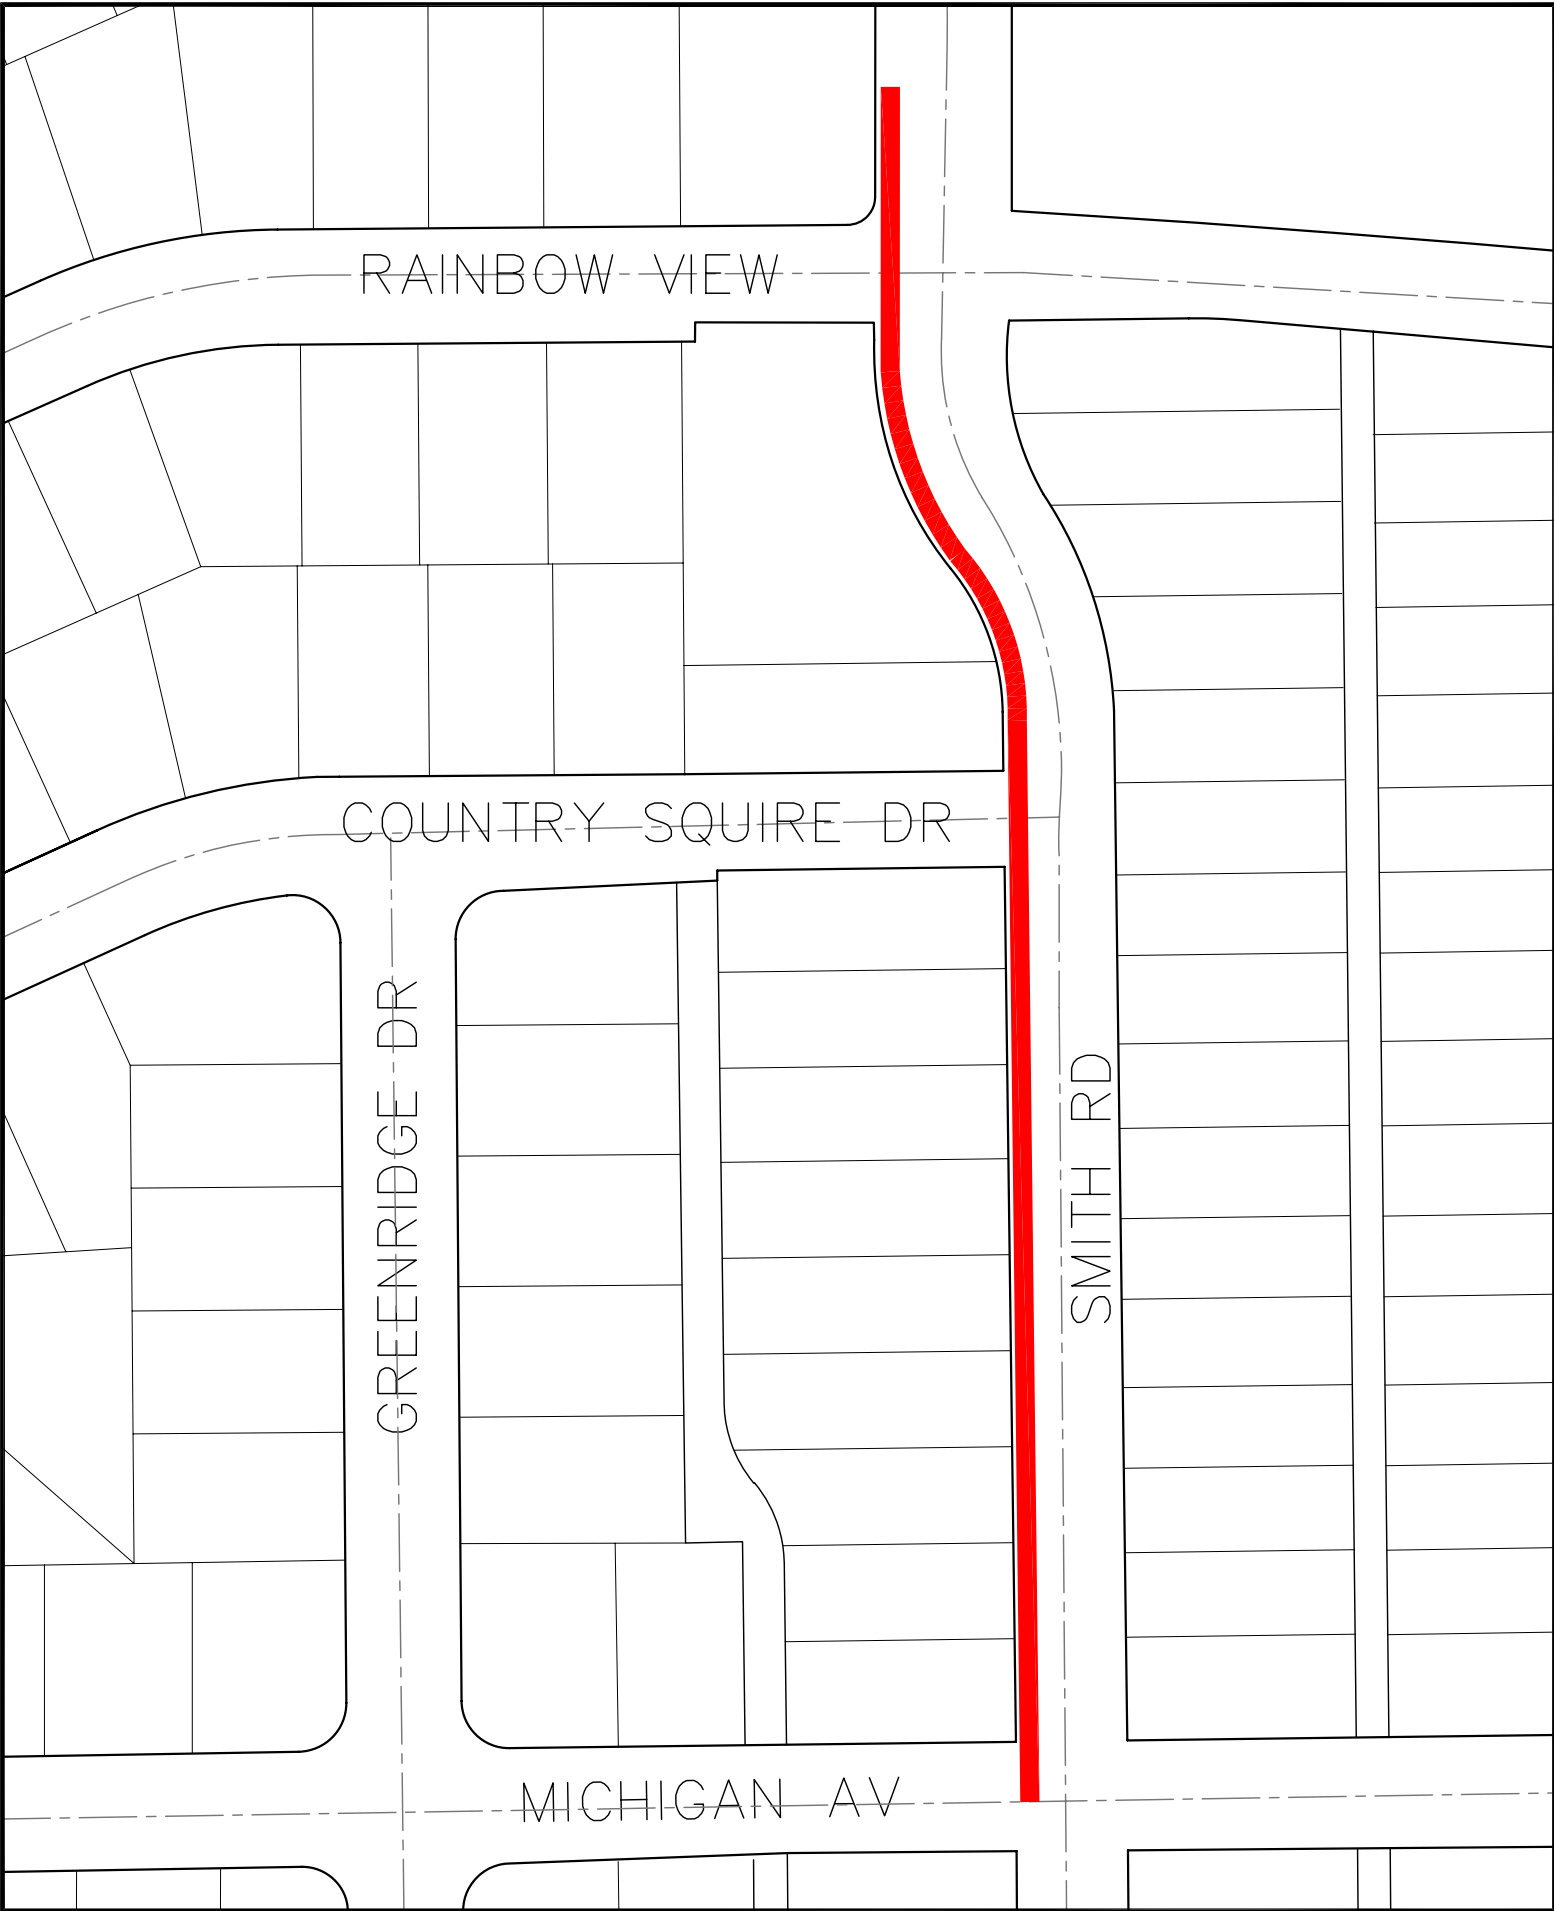 RAINBOW VIEW
COUNTRY SQUIRE DR
GREENRIDGE DR
SMITH RD
MICHIGAN AV